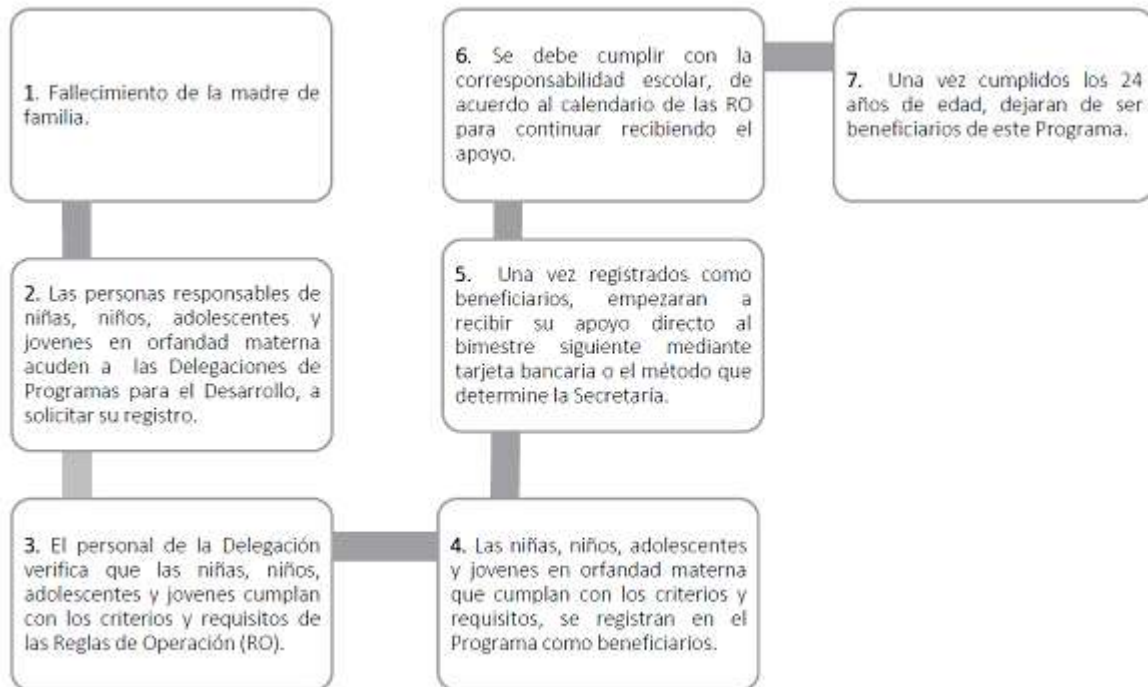 1. Fallecimiento de la madre de
familia.
2. Las personas responsables de
niñas, niños, adolescentes y
jovenes en orfandad materna
acuden a las Delegaciones de
Programas para el Desarrollo, a
solicitar su registro.
3. El personal de la Delegación
verifica que las niñas, niños,
adolescentes y jovenes cumplan
con los criterios y requisitos de
las Reglas de Operación (RO).
4. Las niñas, niños, adolescentes
y jovenes en orfandad materna
que cumplan con los criterios y
requisitos, se registran en el
Programa como beneficiarios.
5. Una vez registrados como
beneficiarios, empezaran a
recibir su apoyo directo al
bimestre siguiente mediante
tarjeta bancaria o el método que
determine la Secretaría.
6. Se debe cumplir con la
corresponsabilidad escolar, de
acuerdo al calendario de las RO
para continuar recibiendo el
apoyo.
7. Una vez cumplidos los 24
años de edad, dejaran de ser
beneficiarios de este Programa.